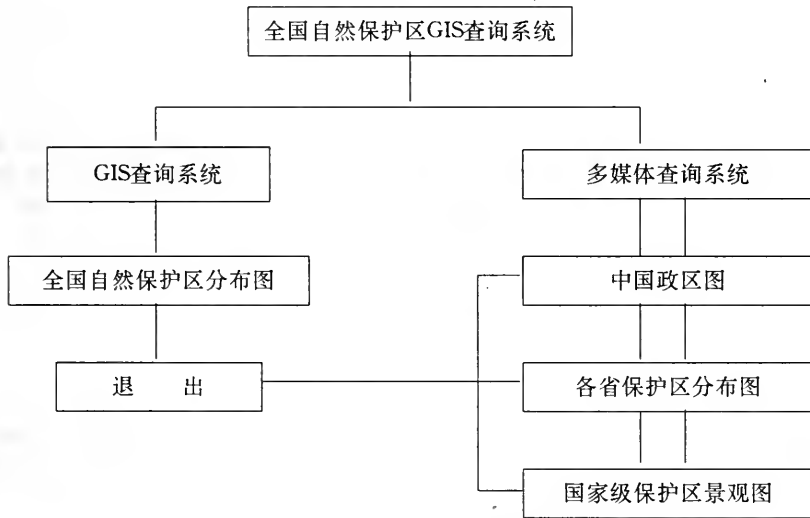 全国自然保护区GIS查询系统
GIS查询系统
多媒体查询系统
全国自然保护区分布图
中国政区图
退 出
各省保护区分布图
国家级保护区景观图